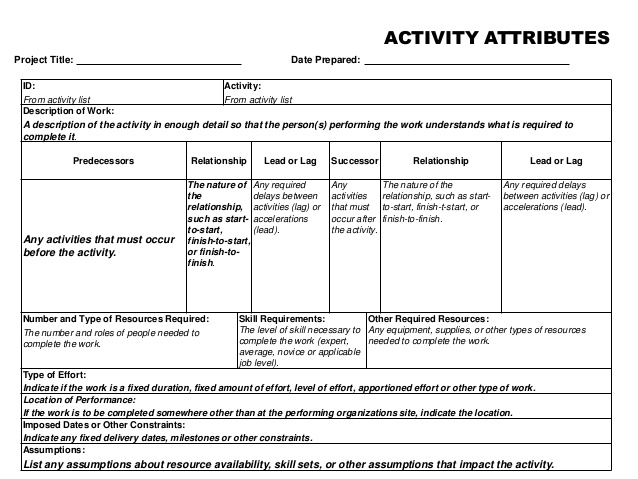 ACTIVITY ATTRIBUTES
Project Title: Date Prepared:
ID: Activity:
From activity list From activity list
Description of Work:
A description of the activity in enough detail so that the person(s) performing the work understands what is required to
complete it.
Predecessors Relationship Lead or Lag Successor Relationship Lead or Lag
Any activities that must occur
before the activity.
The nature of
the
relationship,
such as start-
to-start,
finish-to-start,
or finish-to-
finish.
Any required
delays between
activities (lag) or
accelerations
(lead).
Any
activities
that must
occur after
the activity.
The nature of the
relationship, such as start-
to-start, finish-t-start, or
finish-to-finish.
Any required delays
between activities (lag) or
accelerations (lead).
Number and Type of Resources Required:
The number and roles of people needed to
complete the work.
Skill Requirements:
The level of skill necessary to
complete the work (expert,
average, novice or applicable
job level).
Other Required Resources:
Any equipment, supplies, or other types of resources
needed to complete the work.
Type of Effort:
Indicate if the work is a fixed duration, fixed amount of effort, level of effort, apportioned effort or other type of work.
Location of Performance:
If the work is to be completed somewhere other than at the performing organizations site, indicate the location.
Imposed Dates or Other Constraints:
Indicate any fixed delivery dates, milestones or other constraints.
Assumptions:
List any assumptions about resource availability, skill sets, or other assumptions that impact the activity.